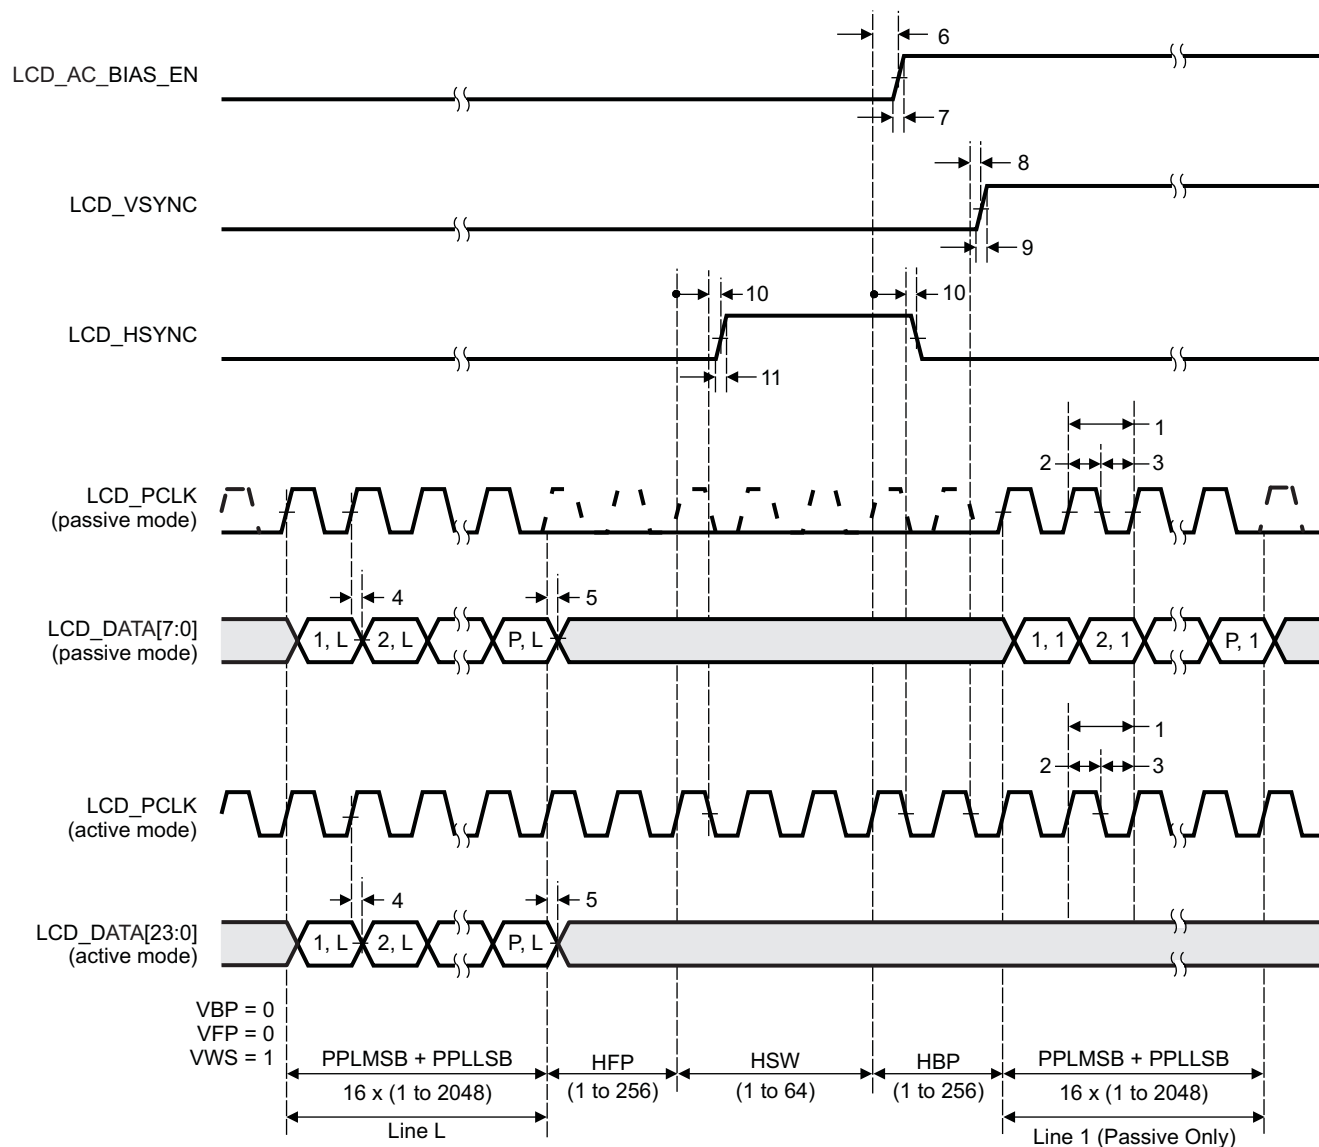 6
LCD_AC_BIAS_EN
7
8
LCD_VSYNC
9
10 10
LCD_HSYNC
11
1
2 3
LCD_PCLK
(passive mode)
4 5
LCD_DATA[7:0]
(passive mode)
1, L 2, L P, L 1, 1 2, 1 P, 1
1
2 3
LCD_PCLK
(active mode)
4 5
LCD_DATA[23:0]
(active mode)
1, L 2, L P, L
VBP = 0
VFP = 0
VWS = 1
PPLMSB + PPLLSB HFP HSW HBP PPLMSB + PPLLSB
16 x (1 to 2048) (1 to 256) (1 to 64) (1 to 256) 16 x (1 to 2048)
Line L Line 1 (Passive Only)